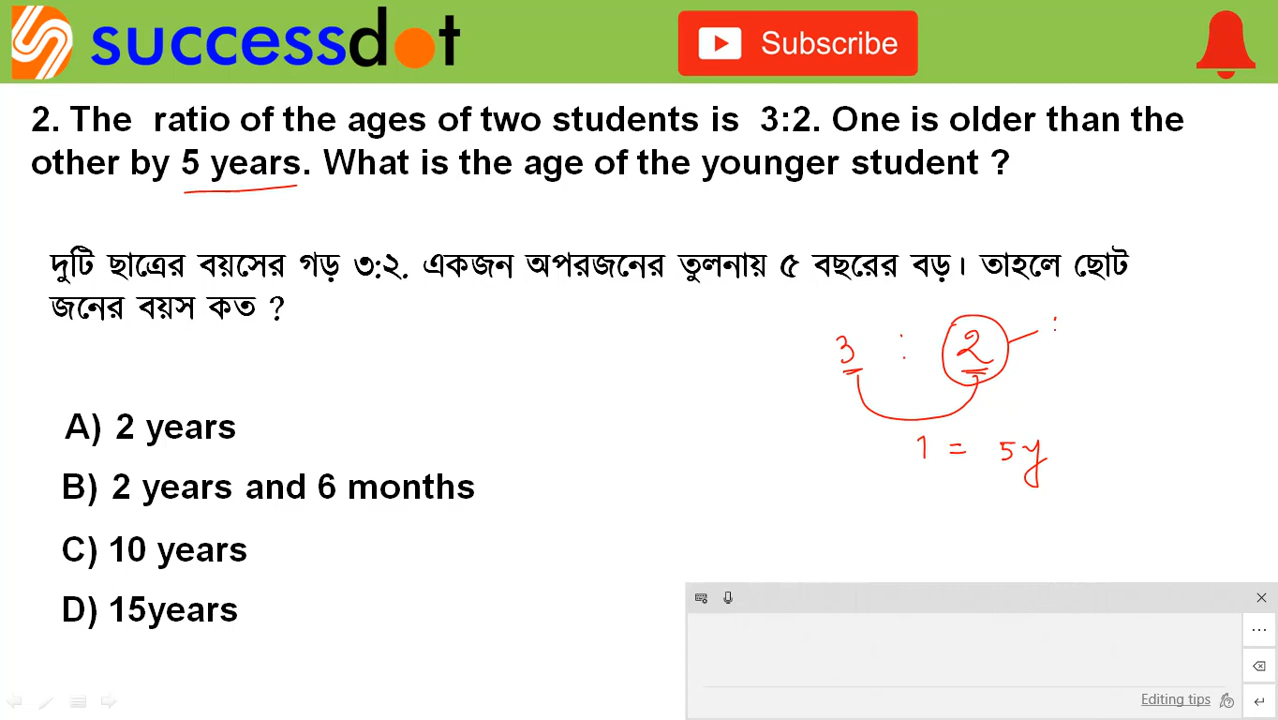 successdot
Subscribe
2. The ratio of the ages of two students is 3:2. One is older than the
other by 5 years. What is the age of the younger student ?
দুটি ছাত্রের বয়সের গড় ৩:২. একজন অপরজনের তুলনায় ৫ বছরের বড়। তাহলে ছোট
জনের বয়স কত ?
3 : 2
1 = 5y
A) 2 years
B) 2 years and 6 months
C) 10 years
D) 15years
Editing tips